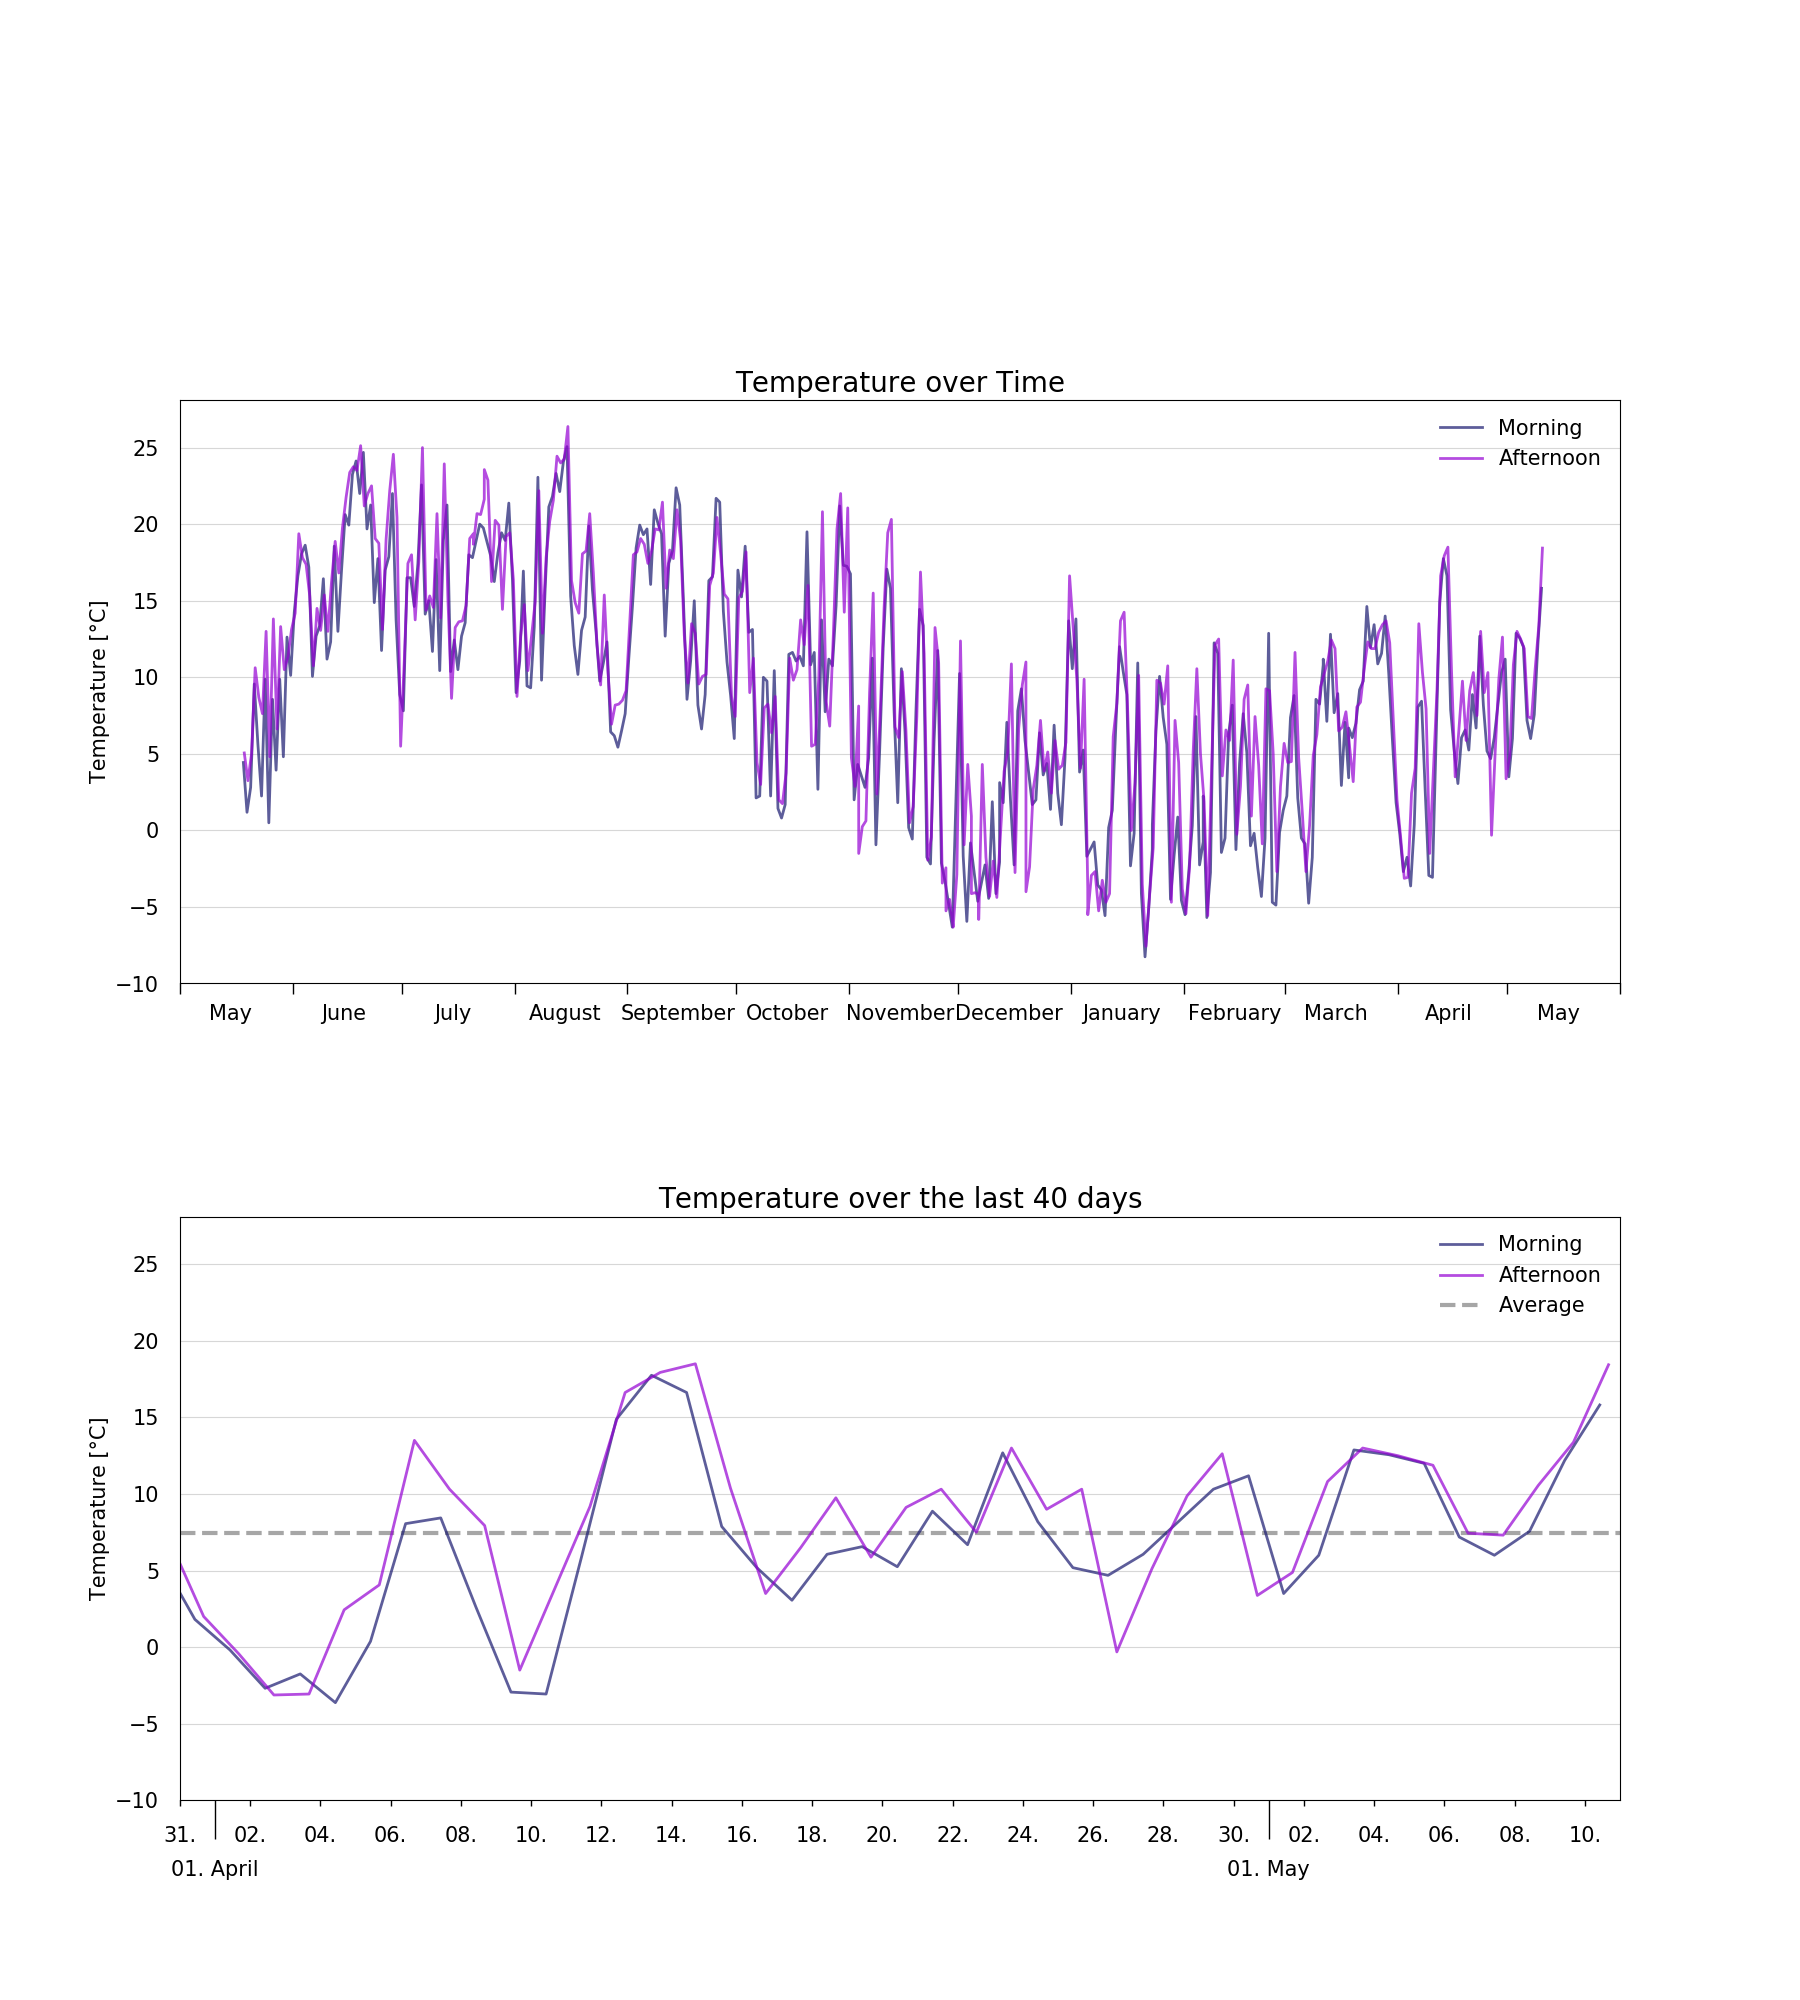 Temperature over Time
Temperature [°C]
25
20
15
10
5
0
−5
−10
Morning
Afternoon
May June July August September October November December January February March April May
Temperature over the last 40 days
Temperature [°C]
25
20
15
10
5
0
−5
−10
Morning
Afternoon
Average
31. 02. 04. 06. 08. 10. 12. 14. 16. 18. 20. 22. 24. 26. 28. 30. 02. 04. 06. 08. 10.
01. April 01. May